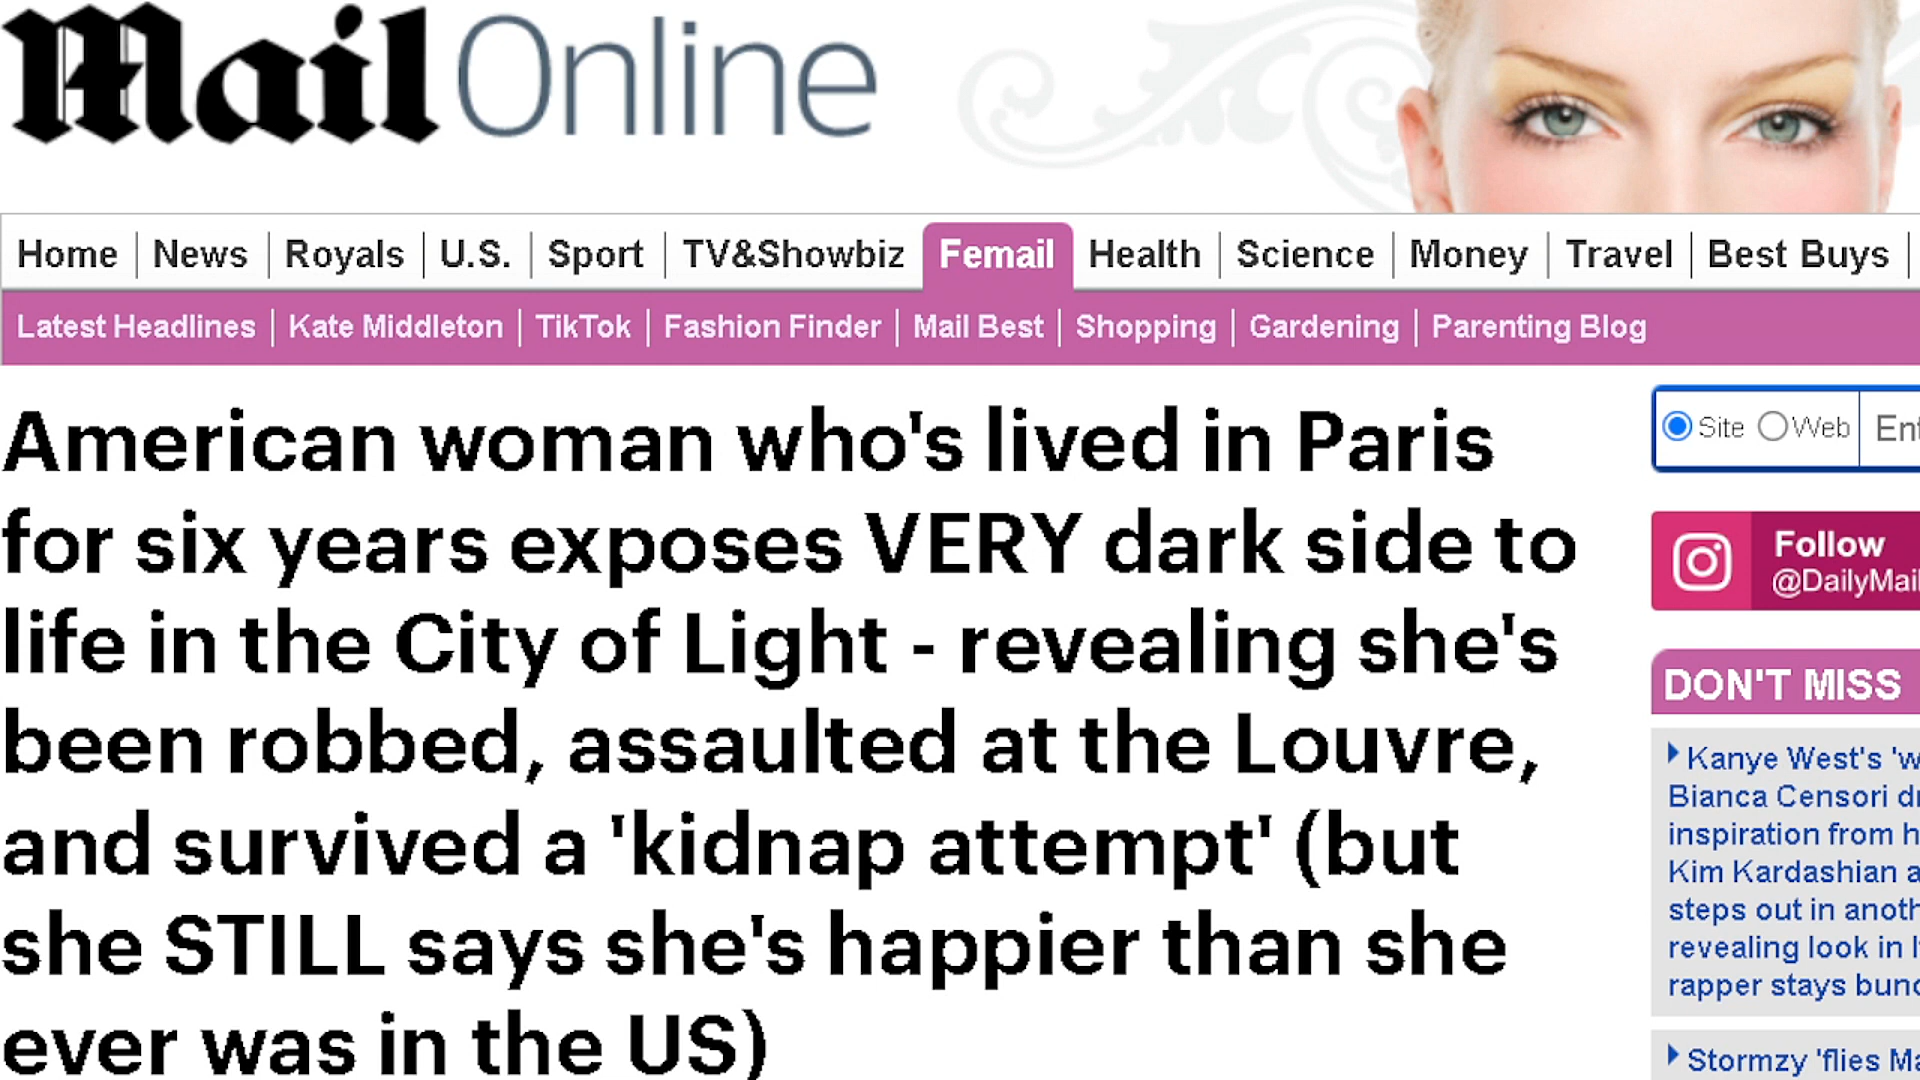 Mail Online
Home News Royals U.S. Sport TV&Showbiz Femail Health Science Money Travel Best Buys
Latest Headlines Kate Middleton TikTok Fashion Finder Mail Best Shopping Gardening Parenting Blog
American woman who's lived in Paris
for six years exposes VERY dark side to
life in the City of Light - revealing she's
been robbed, assaulted at the Louvre,
and survived a 'kidnap attempt' (but
she STILL says she's happier than she
ever was in the US)
Site Web
Follow
@DailyMail
DON'T MISS
Kanye West's
Bianca Censori
inspiration from
Kim Kardashian
steps out in
revealing look in
rapper stays
Stormzy 'flies